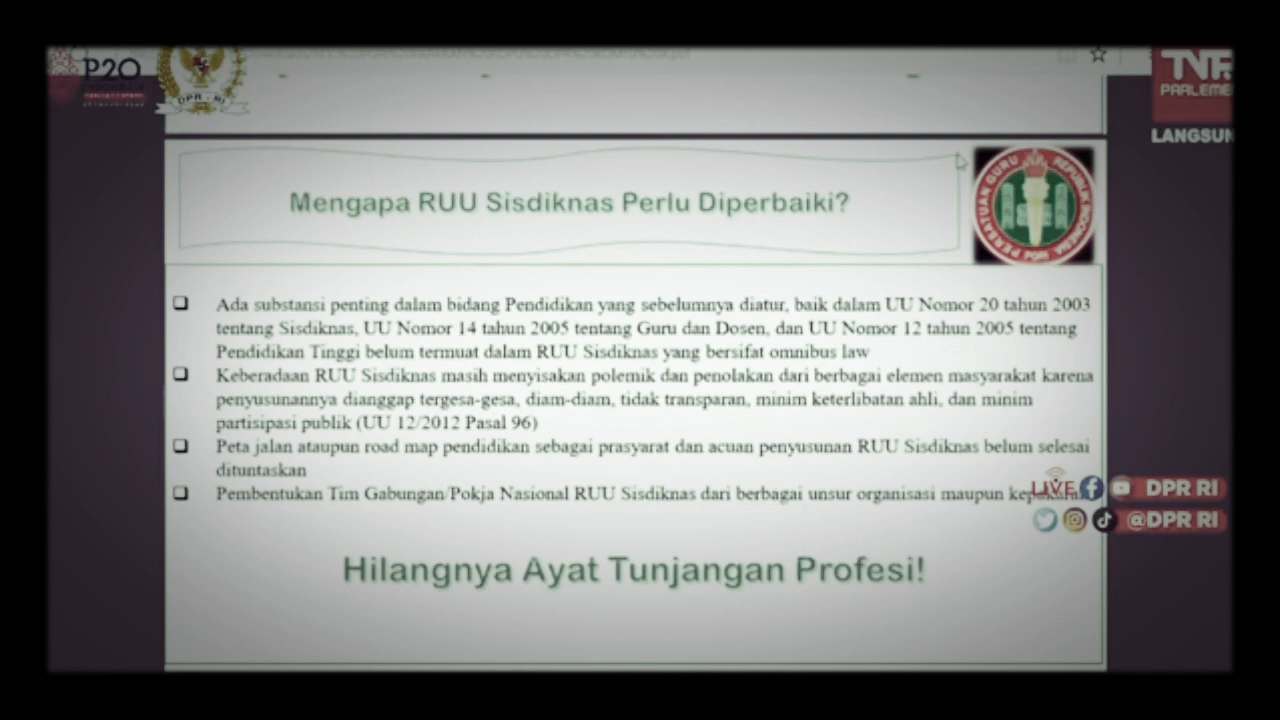 P20
DPR - RI
PARLEME
LANGSUN
Mengapa RUU Sisdiknas Perlu Diperbaiki?
PERSATUAN GURU REPUBLIK INDONESIA
PGRI
Ada substansi penting dalam bidang Pendidikan yang sebelumnya diatur, baik dalam UU Nomor 20 tahun 2003
tentang Sisdiknas, UU Nomor 14 tahun 2005 tentang Guru dan Dosen, dan UU Nomor 12 tahun 2005 tentang
Pendidikan Tinggi belum termuat dalam RUU Sisdiknas yang bersifat omnibus law
Keberadaan RUU Sisdiknas masih menyisakan polemik dan penolakan dari berbagai elemen masyarakat karena
penyusunannya dianggap tergesa-gesa, diam-diam, tidak transparan, minim keterlibatan ahli, dan minim
partisipasi publik (UU 12/2012 Pasal 96)
Peta jalan ataupun road map pendidikan sebagai prasyarat dan acuan penyusunan RUU Sisdiknas belum selesai
dituntaskan
Pembentukan Tim Gabungan/Pokja Nasional RUU Sisdiknas dari berbagai unsur organisasi maupun
LIVE DPR RI
@DPR RI
Hilangnya Ayat Tunjangan Profesi!